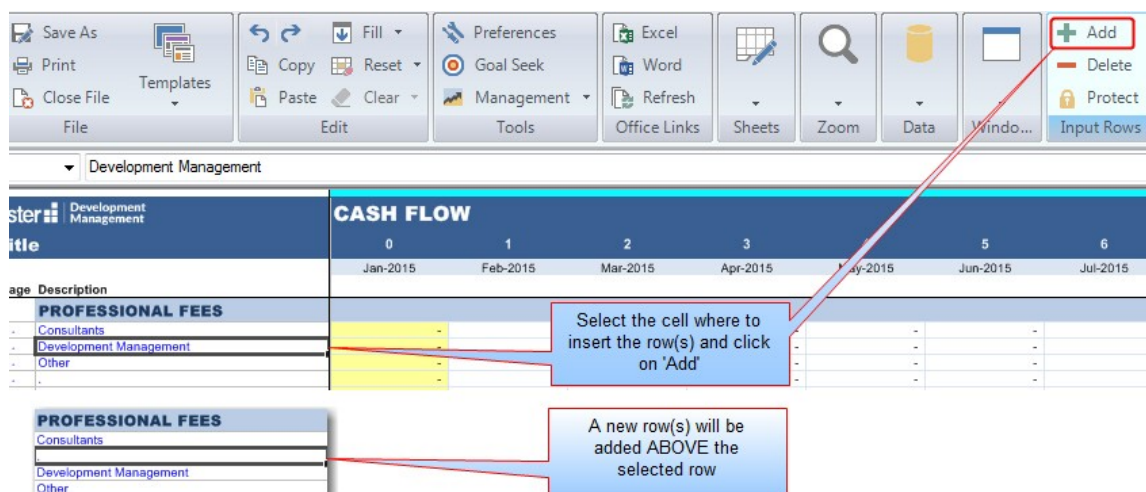 Save As
Print
Close File
Templates
File
Fill
Copy
Reset
Paste
Clear
Edit
Preferences
Goal Seek
Management
Tools
Excel
Word
Refresh
Office Links
Sheets
Zoom
Data
Windo...
Add
Delete
Protect
Input Rows
Development Management
ster Development
Management
CASH FLOW
itle 0 1 2 3 5 6
Jan-2015 Feb-2015 Mar-2015 Apr-2015 May-2015 Jun-2015 Jul-2015
age Description
PROFESSIONAL FEES
. Consultants - - - -
. Development Management - - - -
. Other - - - -
. . - - - -
Select the cell where to
insert the row(s) and click
on 'Add'
PROFESSIONAL FEES
Consultants
.
Development Management
Other
A new row(s) will be
added ABOVE the
selected row